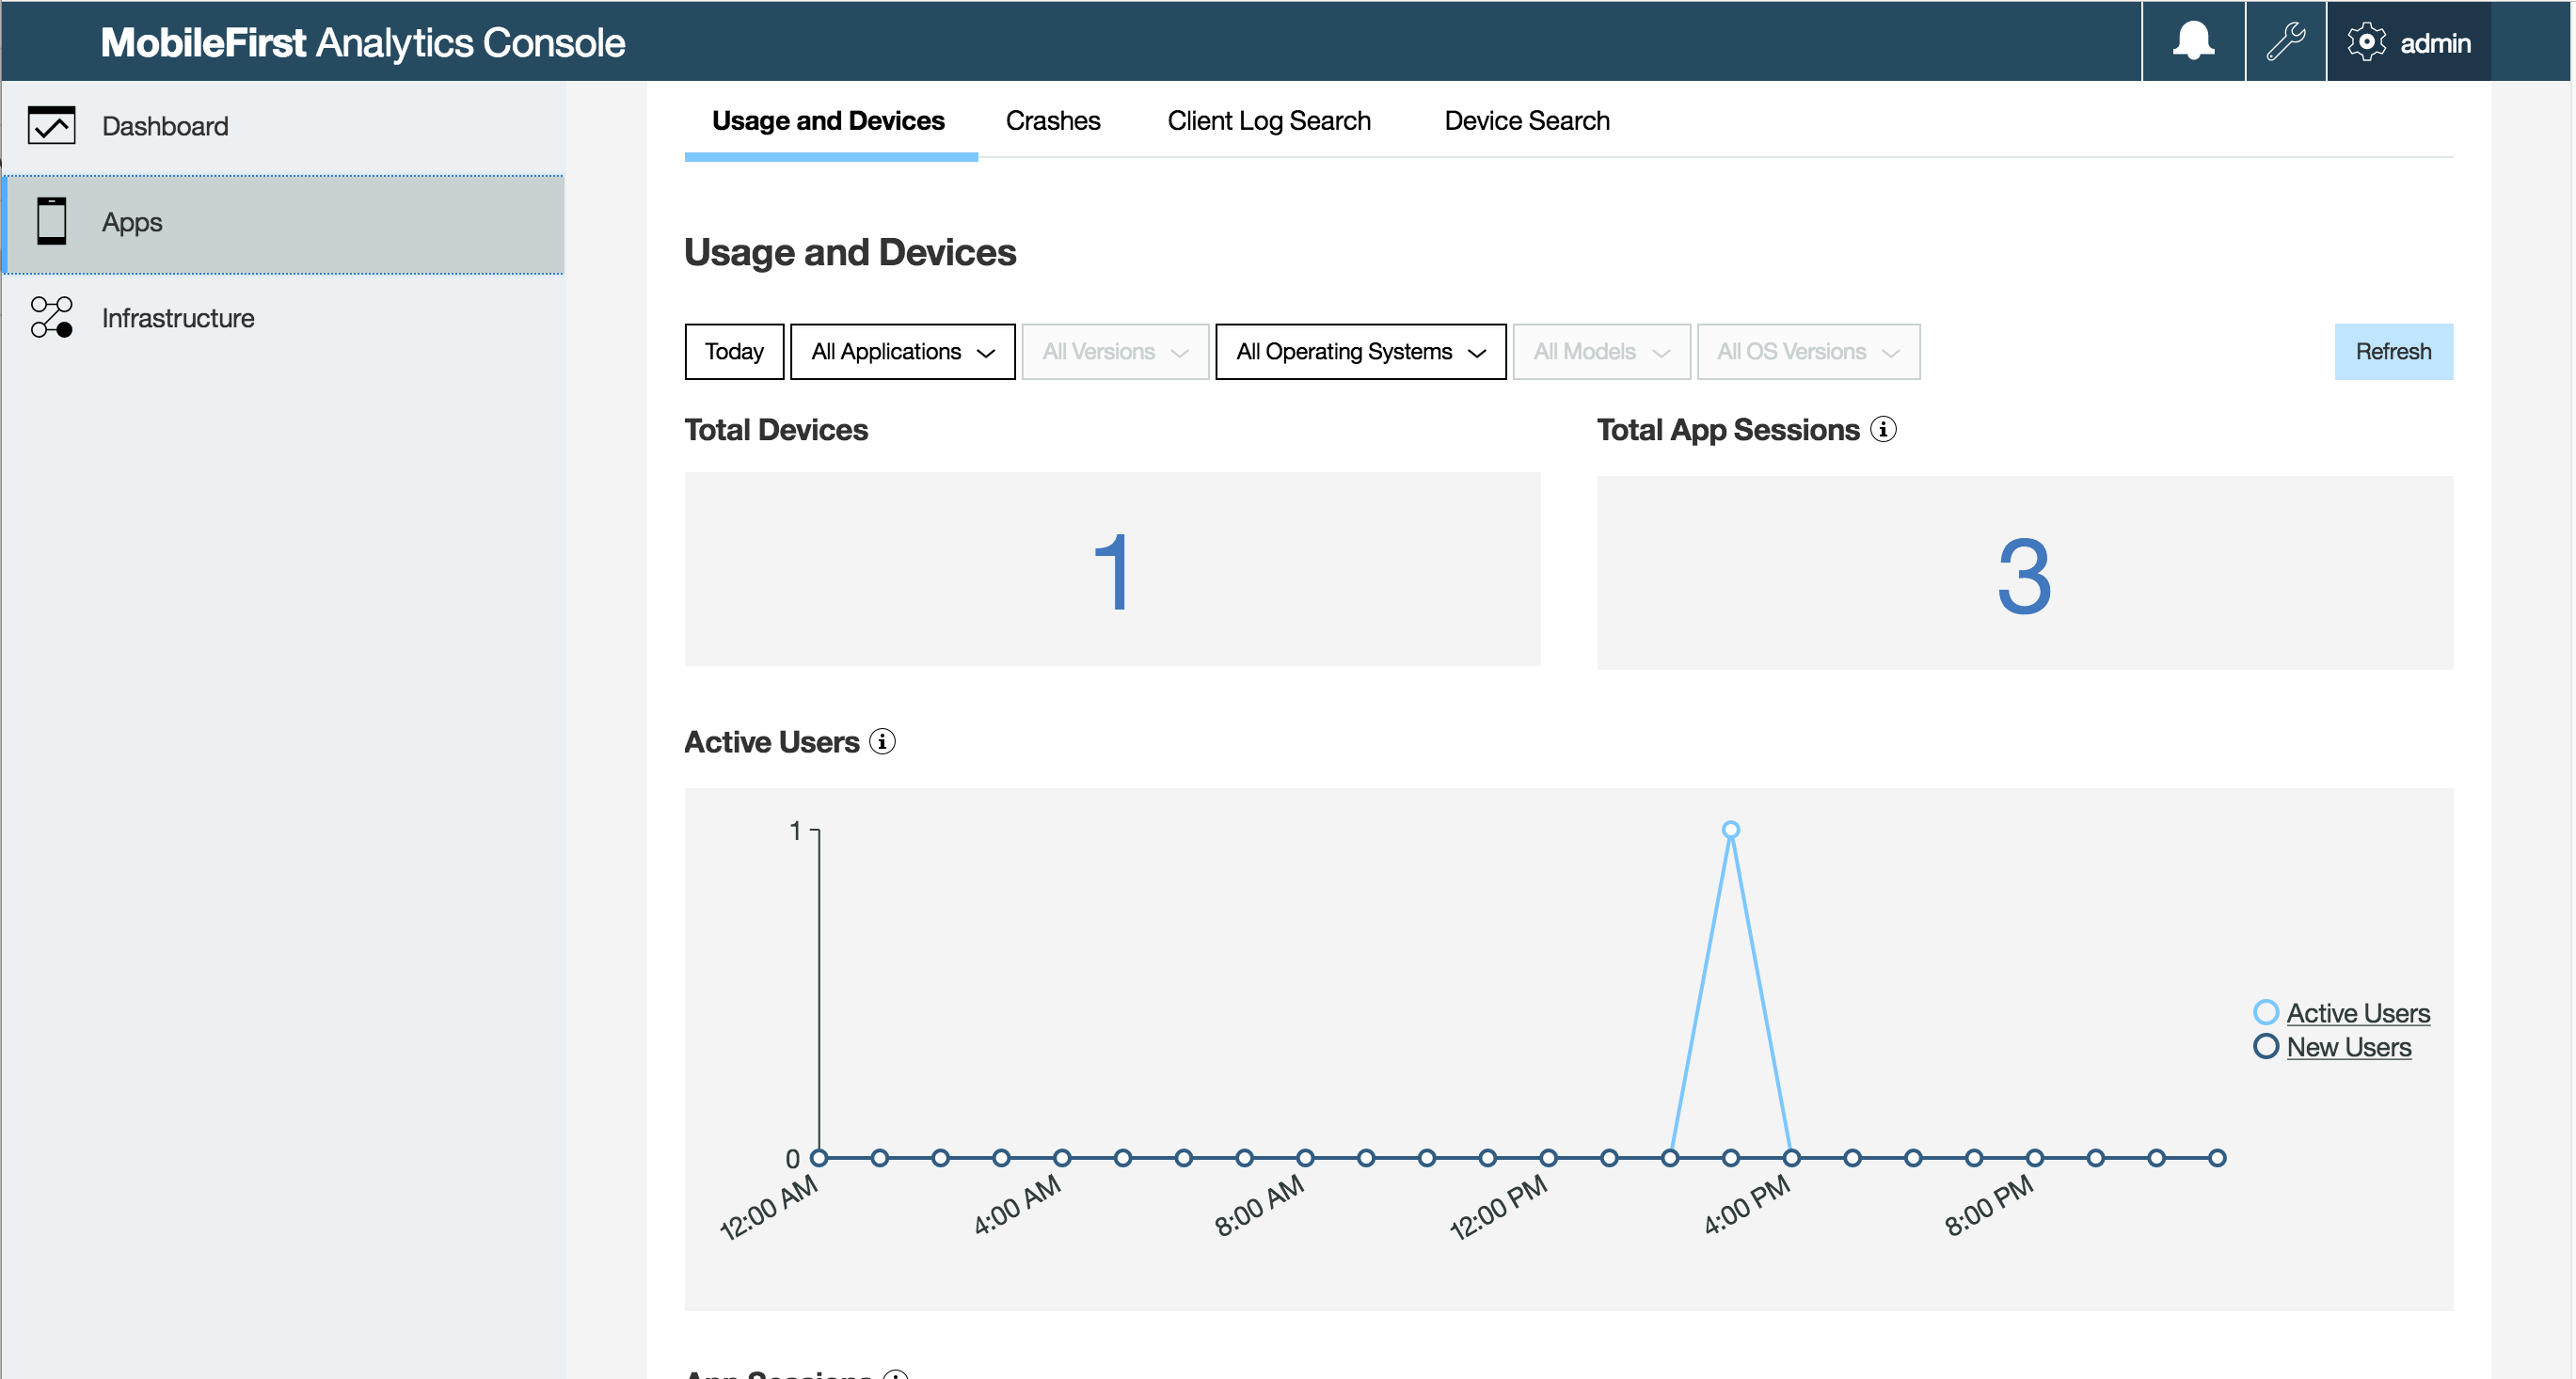 MobileFirst Analytics Console
admin
Dashboard
Apps
Infrastructure
Usage and Devices
Crashes
Client Log Search
Device Search
Usage and Devices
Today
All Applications
All Versions
All Operating Systems
All Models
All OS Versions
Refresh
Total Devices
Total App Sessions
1
3
Active Users
1
0
12:00 AM
4:00 AM
8:00 AM
12:00 PM
4:00 PM
8:00 PM
Active Users
New Users
App Sessions